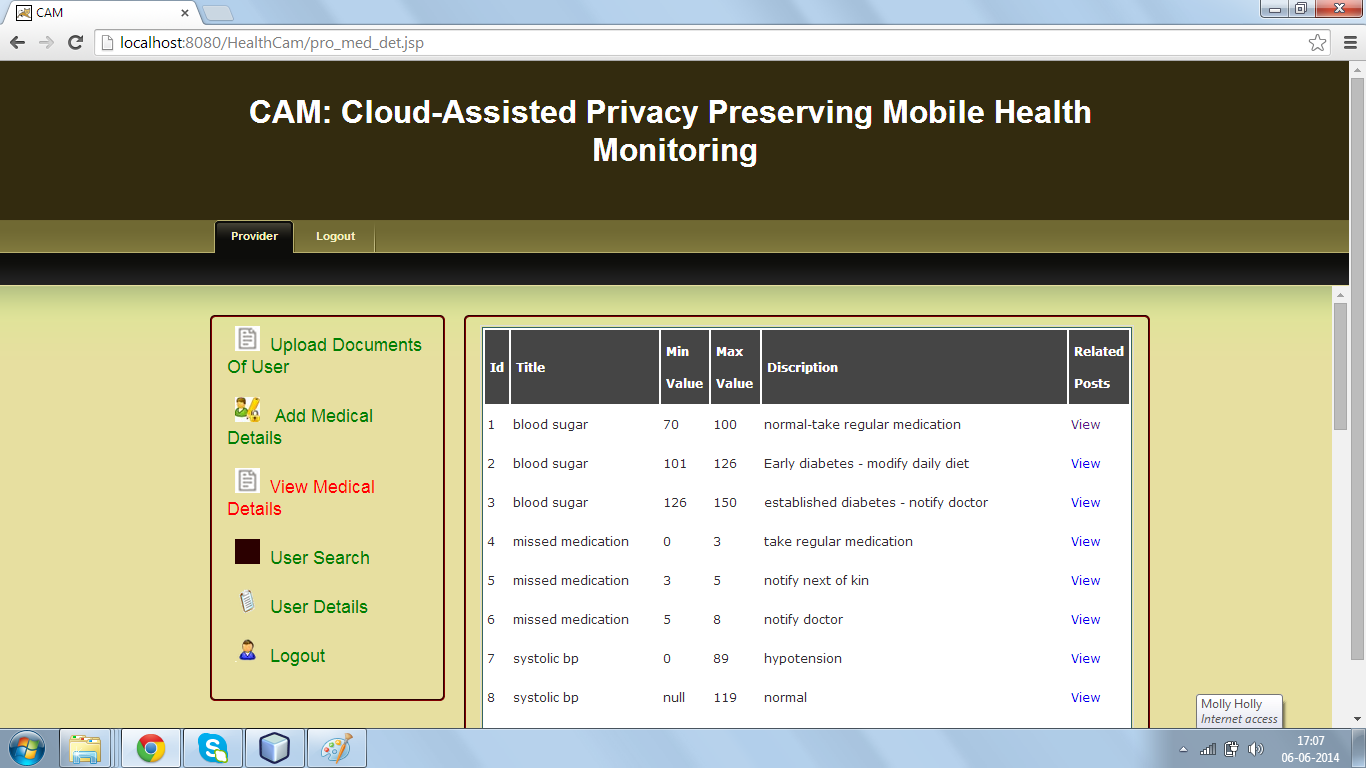 CAM
localhost:8080/HealthCam/pro_med_det.jsp
CAM: Cloud-Assisted Privacy Preserving Mobile Health
Monitoring
Provider Logout
Upload Documents
Of User
Add Medical
Details
View Medical
Details
User Search
User Details
Logout
Id Title Min Value Max Value Discription Related Posts
1 blood sugar 70 100 normal-take regular medication View
2 blood sugar 101 126 Early diabetes - modify daily diet View
3 blood sugar 126 150 established diabetes - notify doctor View
4 missed medication 0 3 take regular medication View
5 missed medication 3 5 notify next of kin View
6 missed medication 5 8 notify doctor View
7 systolic bp 0 89 hypotension View
8 systolic bp null 119 normal View
Molly Holly
Internet access
17:07
06-06-2014